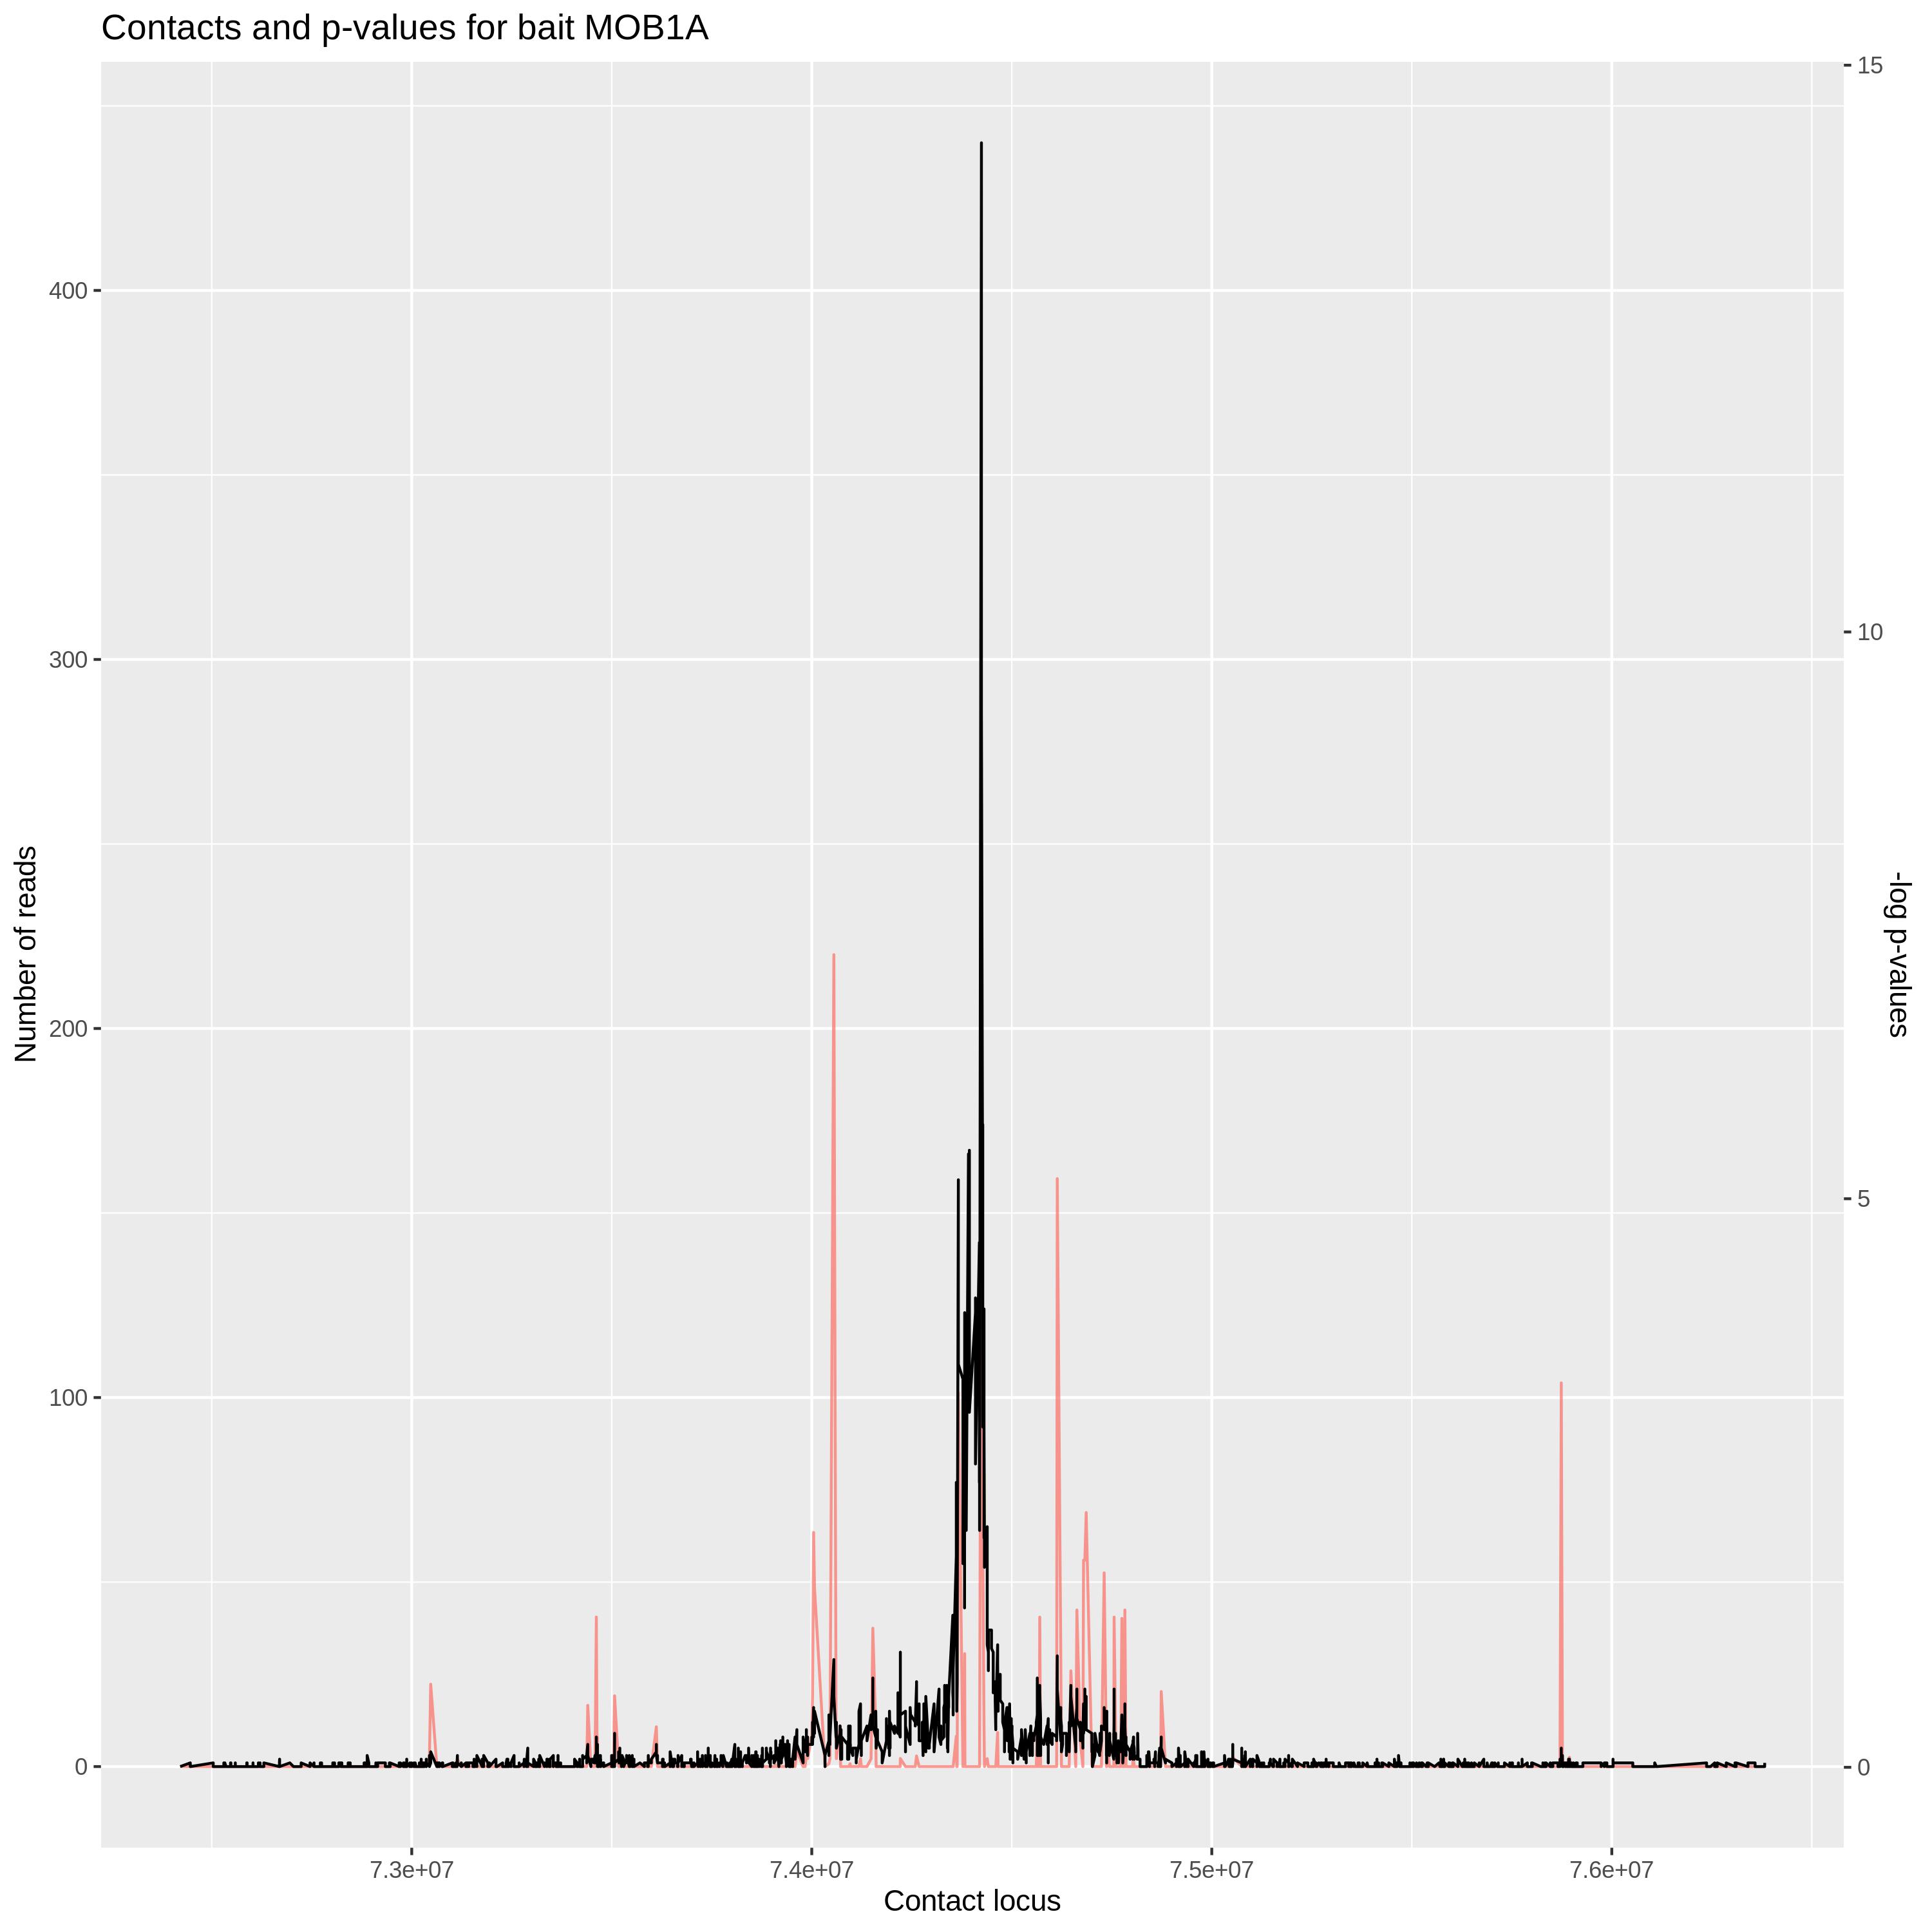 Contacts and p-values for bait MOB1A
15
400
10
300
Number of reads
-log p-values
200
5
100
0
0
7.3e+07 7.4e+07 7.5e+07 7.6e+07
Contact locus